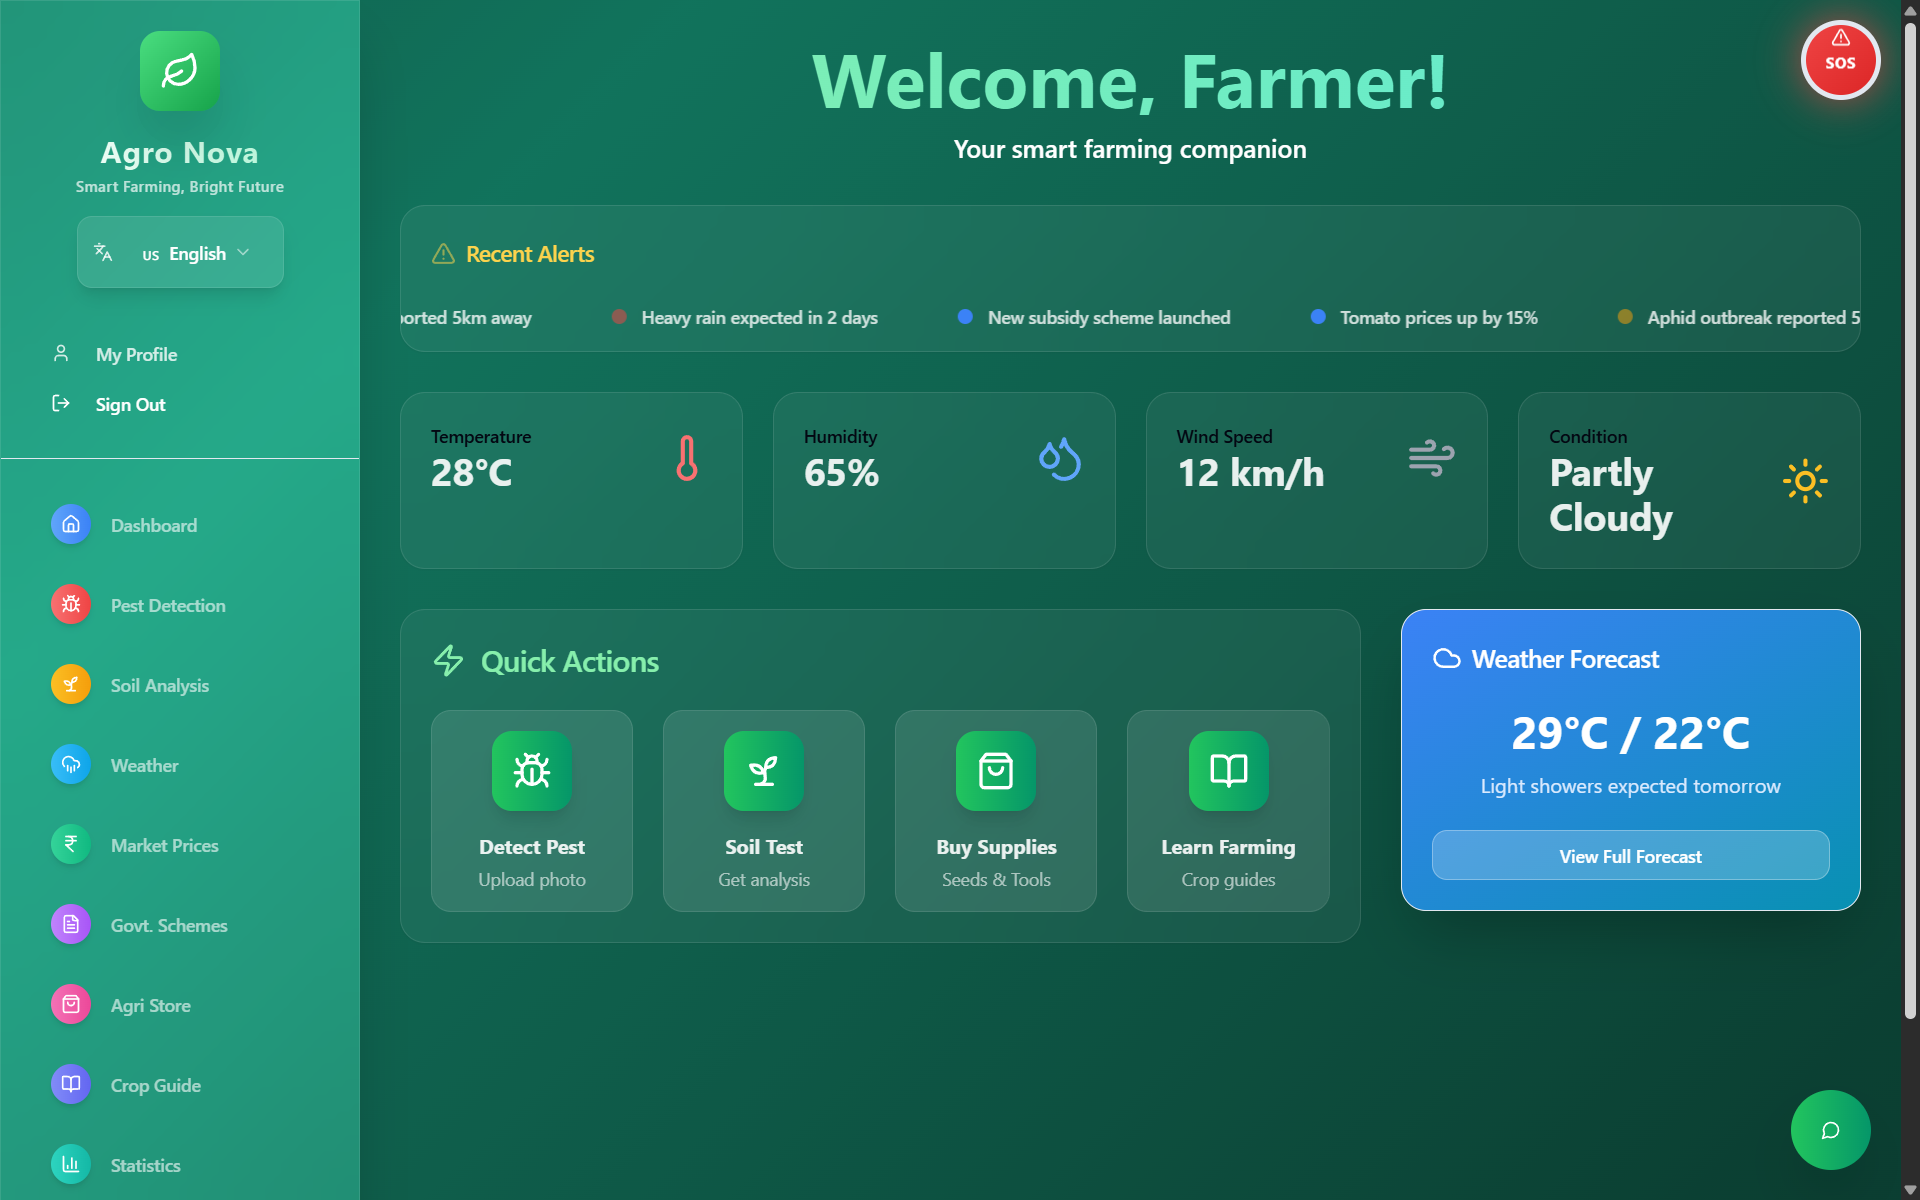 Agro Nova
Smart Farming, Bright Future
us English
My Profile
Sign Out
Dashboard
Pest Detection
Soil Analysis
Weather
Market Prices
Govt. Schemes
Agri Store
Crop Guide
Statistics
Welcome, Farmer!
Your smart farming companion
SOS
Recent Alerts
ported 5km away
Heavy rain expected in 2 days
New subsidy scheme launched
Tomato prices up by 15%
Aphid outbreak reported 5
Temperature
28°C
Humidity
65%
Wind Speed
12 km/h
Condition
Partly
Cloudy
Quick Actions
Detect Pest
Upload photo
Soil Test
Get analysis
Buy Supplies
Seeds & Tools
Learn Farming
Crop guides
Weather Forecast
29°C / 22°C
Light showers expected tomorrow
View Full Forecast